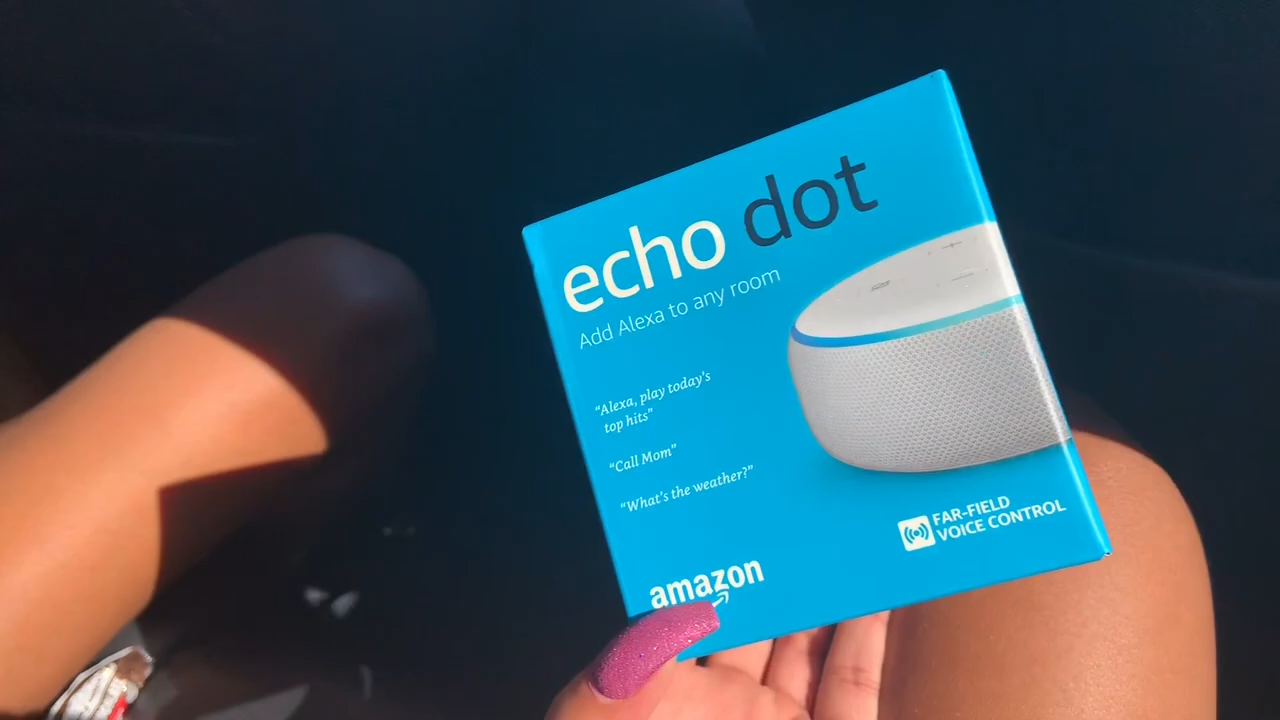 echo dot
Add Alexa to any room
“Alexa, play today’s
top hits”
“Call Mom”
“What’s the weather?”
FAR-FIELD
VOICE CONTROL
amazon